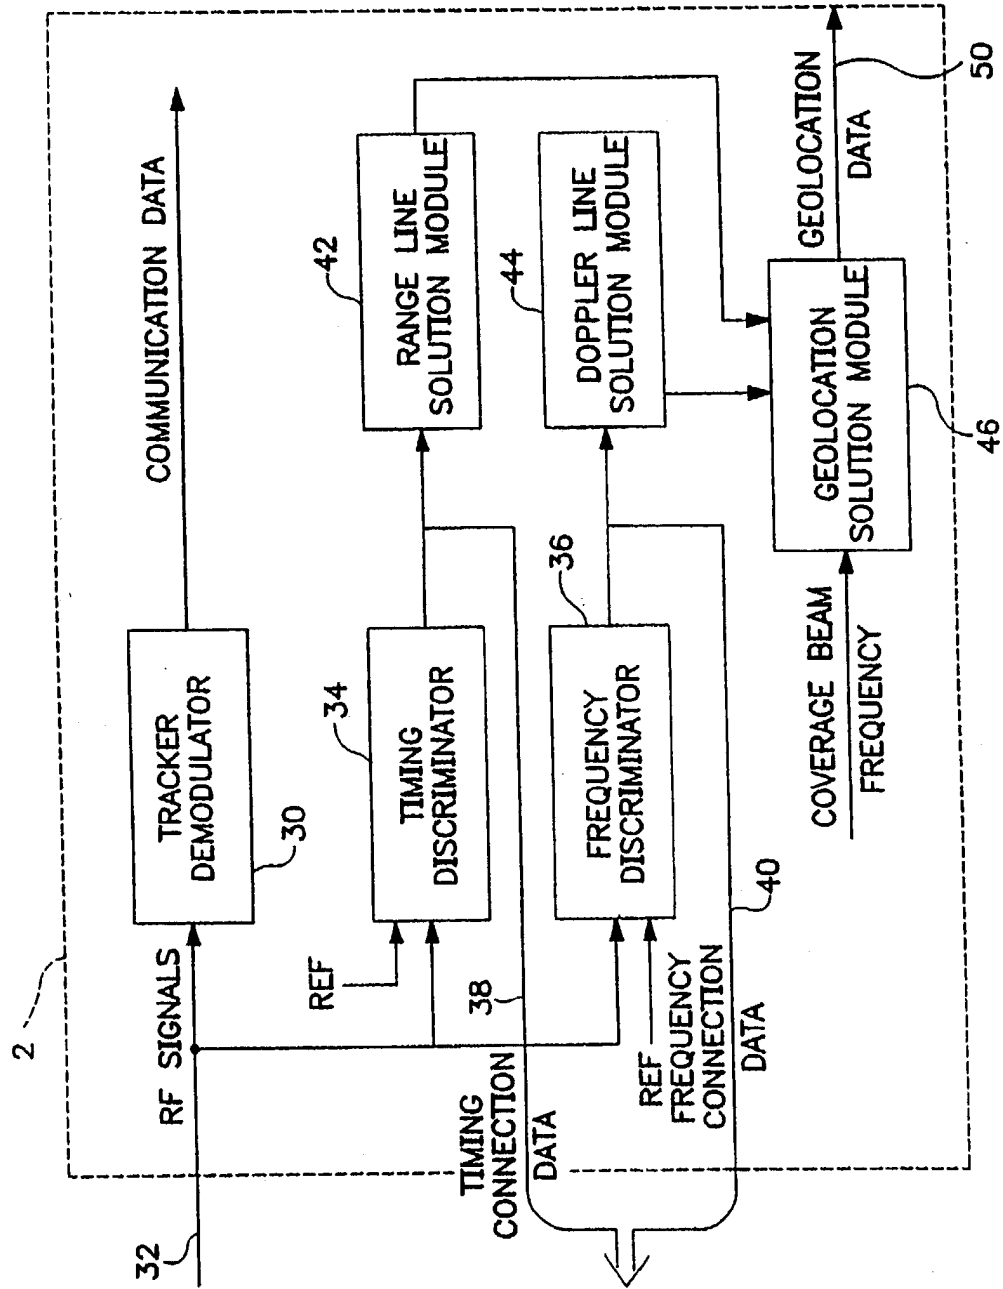 2
32
RF SIGNALS
TRACKER
DEMODULATOR
30
COMMUNICATION DATA
REF
TIMING
DISCRIMINATOR
34
RANGE LINE
SOLUTION MODULE
42
TIMING
CONNECTION
DATA
38
FREQUENCY
DISCRIMINATOR
36
DOPPLER LINE
SOLUTION MODULE
44
REF
FREQUENCY
CONNECTION
DATA
40
COVERAGE BEAM
FREQUENCY
GEOLOCATION
SOLUTION MODULE
46
GEOLOCATION
DATA
50